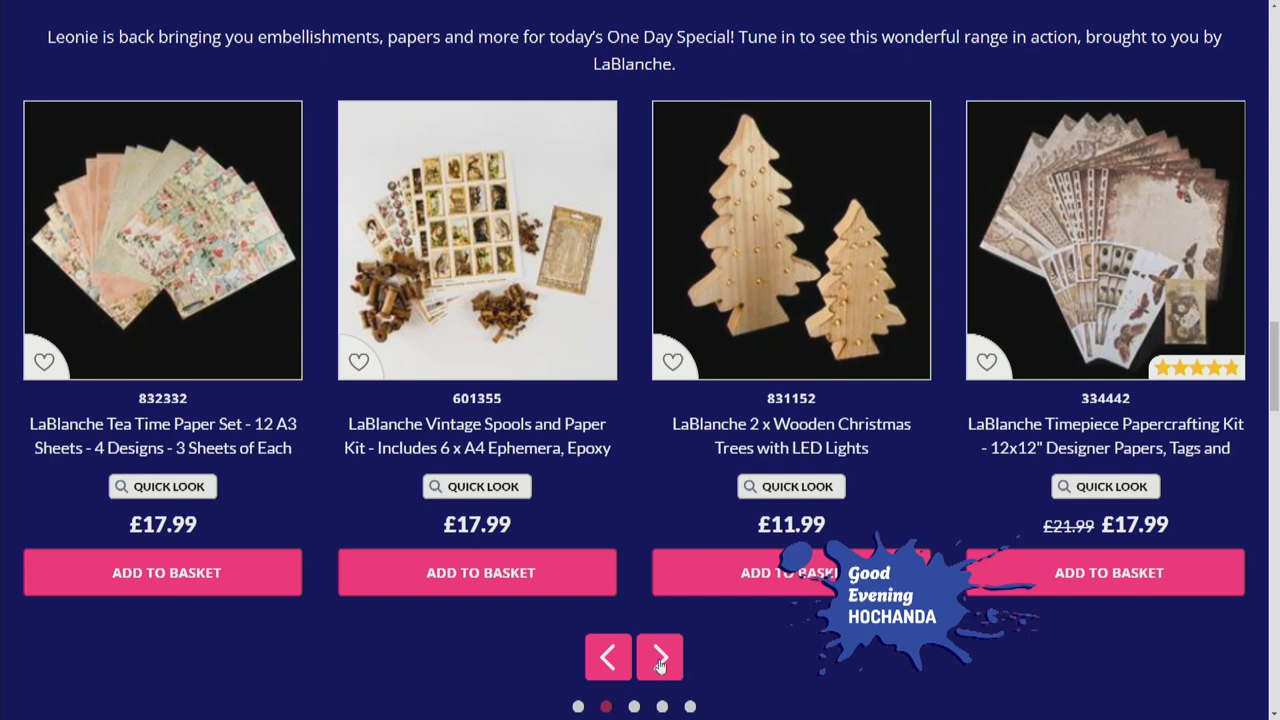 Leonie is back bringing you embellishments, papers and more for today's One Day Special! Tune in to see this wonderful range in action, brought to you by
LaBlanche.
832332
LaBlanche Tea Time Paper Set - 12 A3
Sheets - 4 Designs - 3 Sheets of Each
QUICK LOOK
£17.99
ADD TO BASKET
601355
LaBlanche Vintage Spools and Paper
Kit - Includes 6 x A4 Ephemera, Epoxy
QUICK LOOK
£17.99
ADD TO BASKET
831152
LaBlanche 2 x Wooden Christmas
Trees with LED Lights
QUICK LOOK
£11.99
ADD TO BASK
334442
LaBlanche Timepiece Papercrafting Kit
- 12x12" Designer Papers, Tags and
QUICK LOOK
£21.99 £17.99
ADD TO BASKET
Good
Evening
HOCHANDA